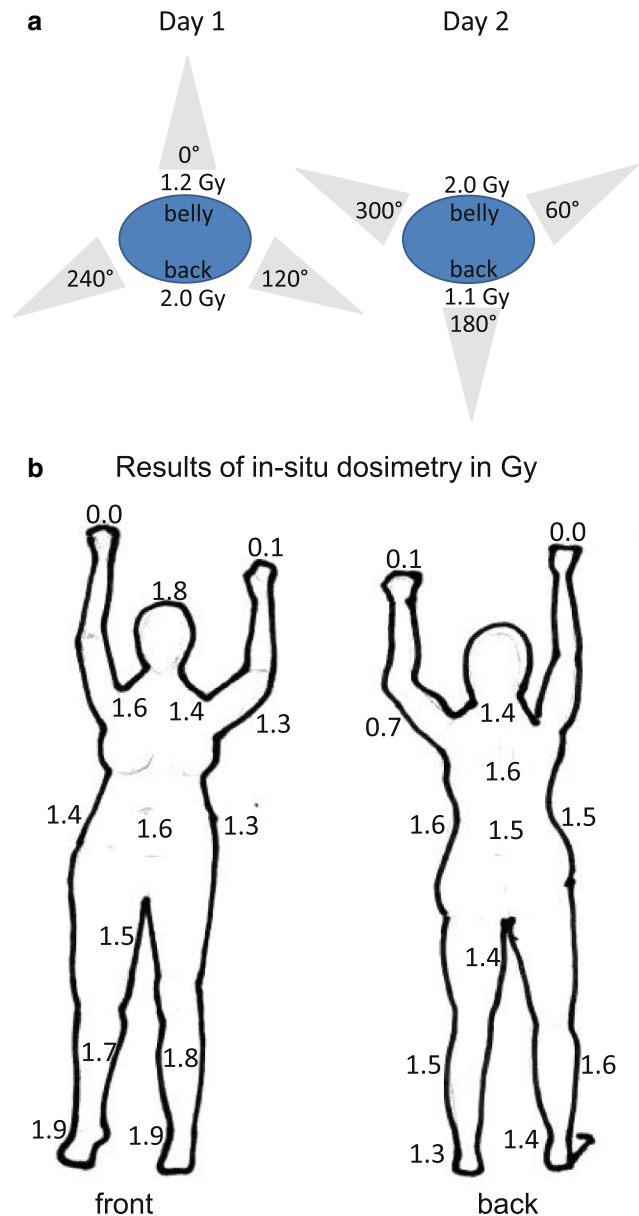 a Day 1 Day 2
0°
1.2 Gy
belly
240° back 120°
2.0 Gy
2.0 Gy
300° belly 60°
back
1.1 Gy
180°
b Results of in-situ dosimetry in Gy
0.0
0.1
1.8
1.6 1.4
1.3
1.4 1.6 1.3
1.5
1.7 1.8
1.9 1.9
front
0.0
0.1
1.4
0.7
1.6
1.6 1.5 1.5
1.4
1.5 1.6
1.3 1.4
back